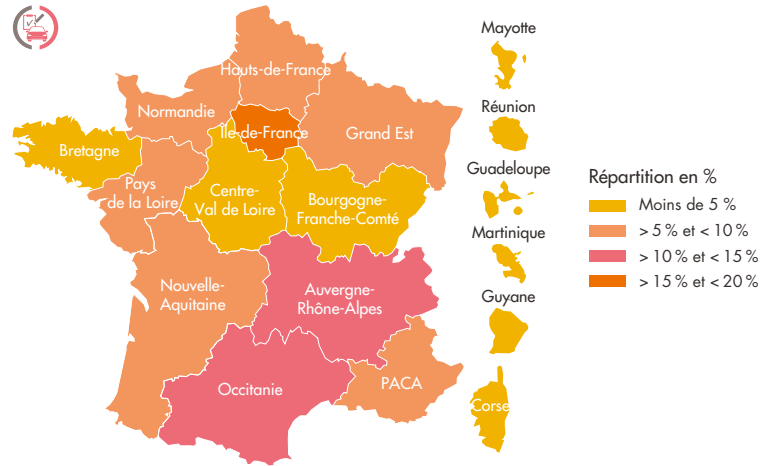 Mayotte
Hauts-de-France
Réunion
Normandie
Île-de-France
Grand Est
Bretagne
Guadeloupe
Pays
de la Loire
Centre-
Val de Loire
Bourgogne-
Franche-Comté
Martinique
Nouvelle-
Aquitaine
Auvergne-
Rhône-Alpes
Guyane
Occitanie
PACA
Corse
Répartition en %
Moins de 5 %
> 5 % et < 10 %
> 10 % et < 15 %
> 15 % et < 20 %